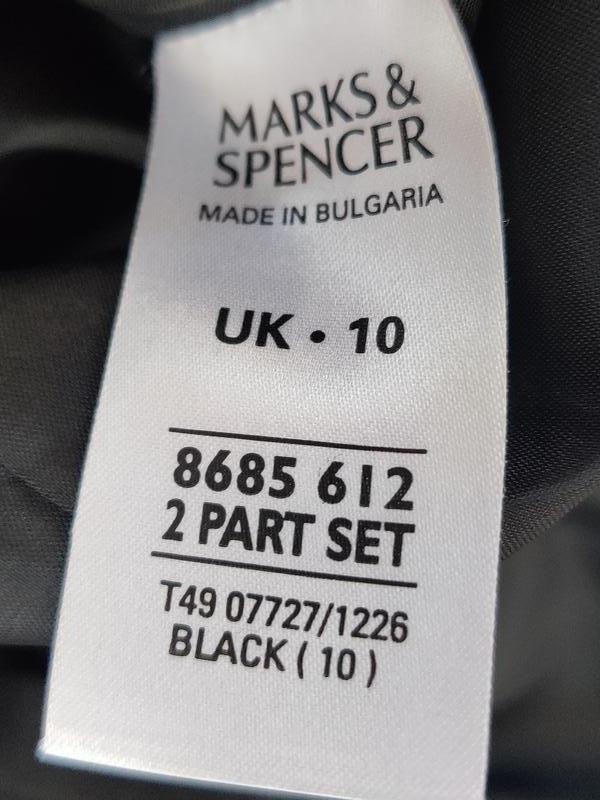 MARKS &
SPENCER
MADE IN BULGARIA
UK • 10
8685 612
2 PART SET
T49 07727/1226
BLACK ( 10 )